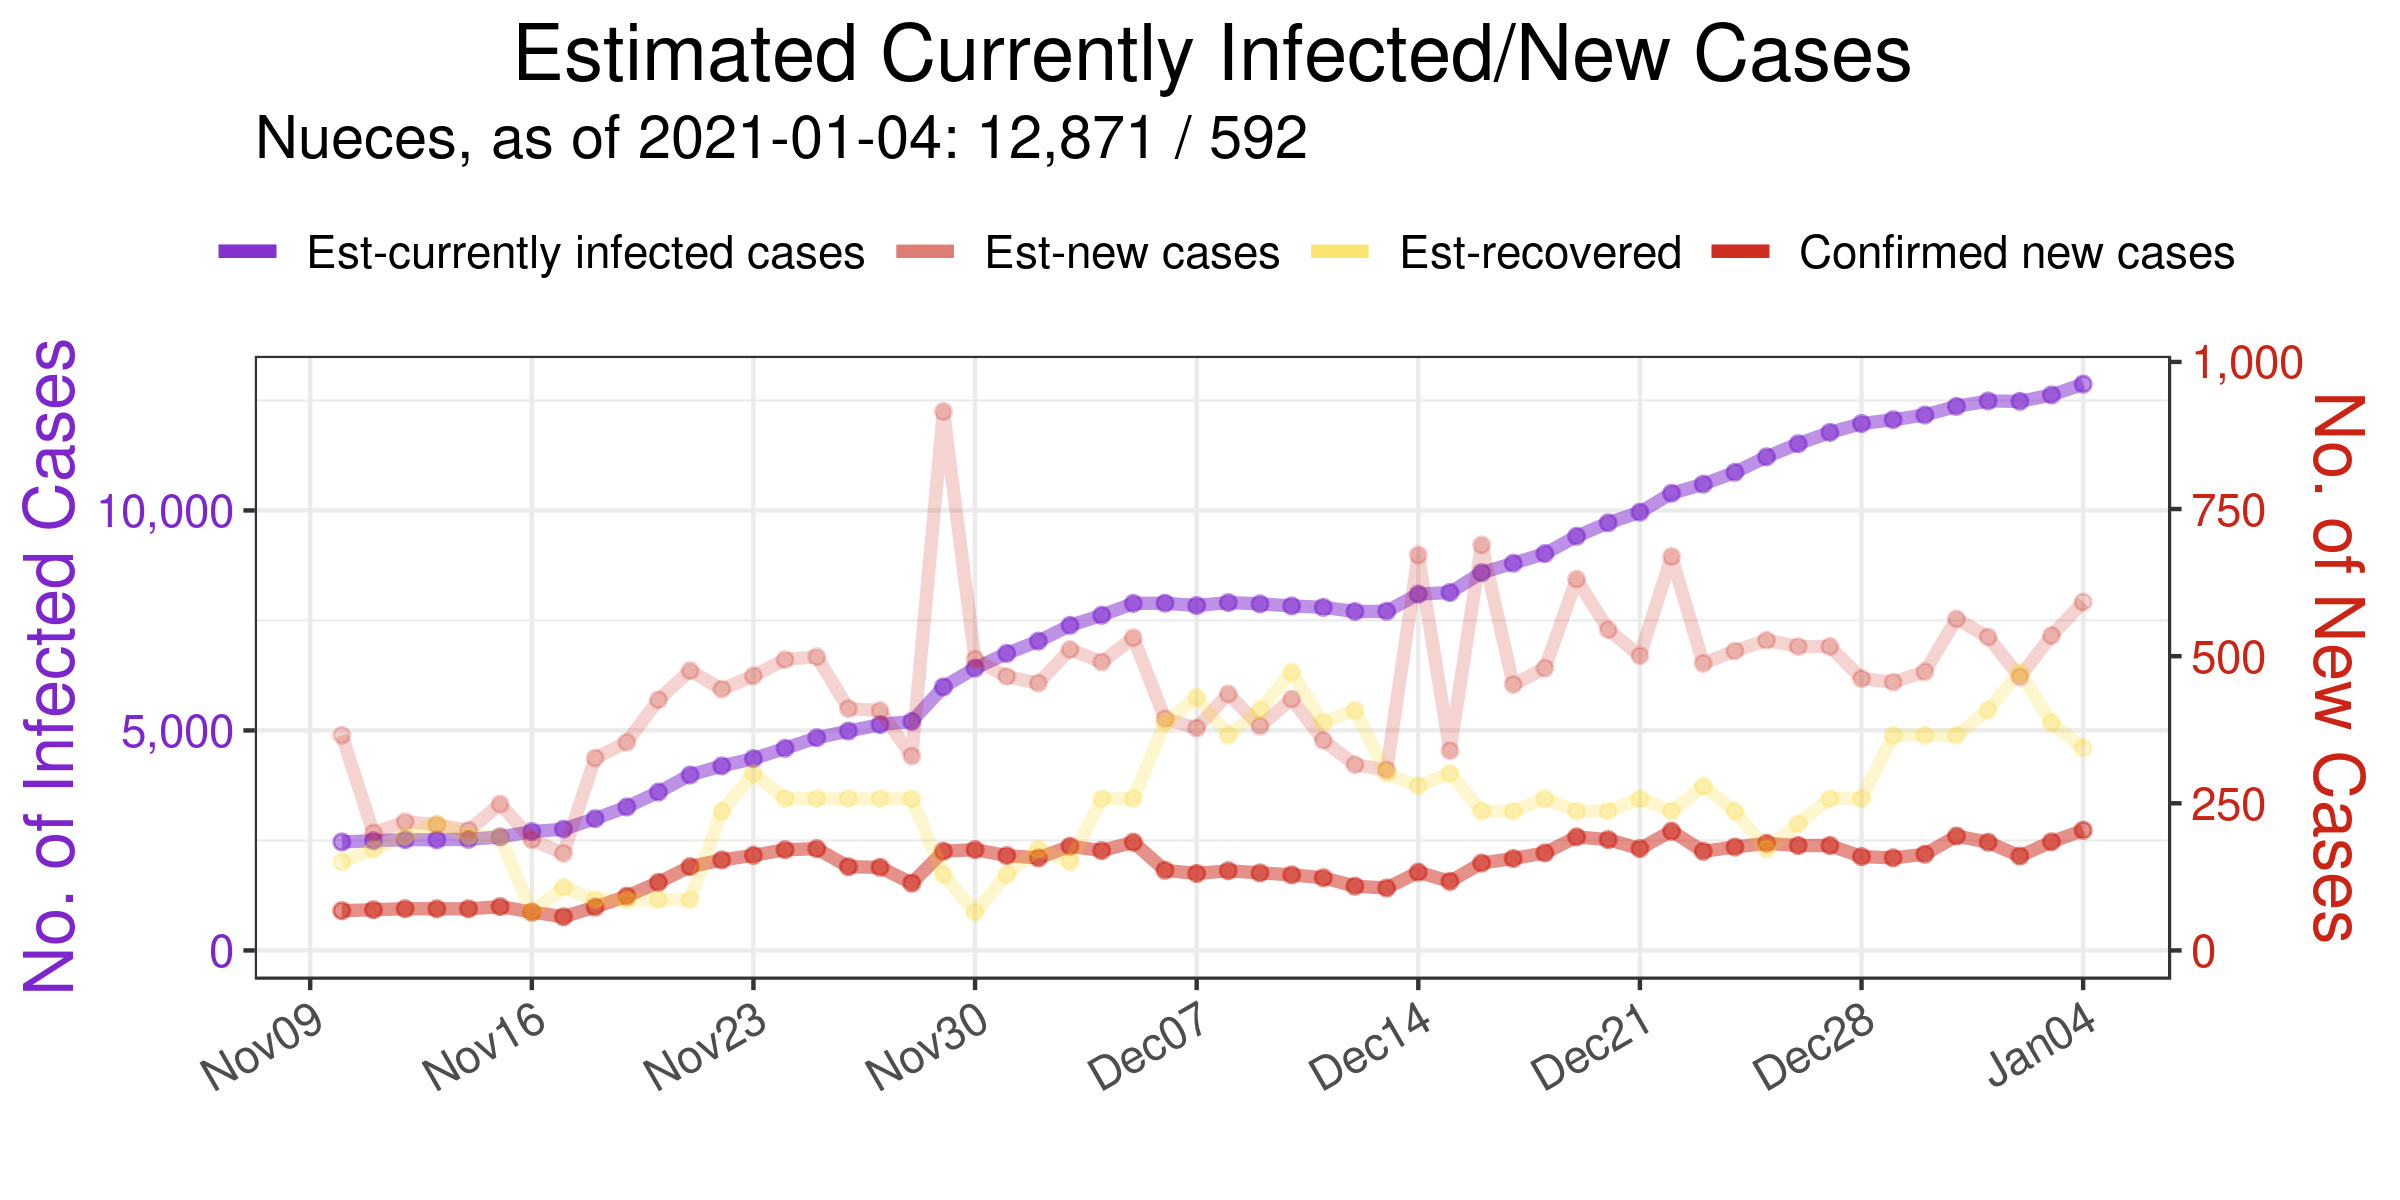 Estimated Currently Infected/New Cases
Nueces, as of 2021-01-04: 12,871 / 592
Est-currently infected cases Est-new cases Est-recovered Confirmed new cases
No. of Infected Cases
10,000
5,000
0
1,000
750
500
250
0
No. of New Cases
Nov09 Nov16 Nov23 Nov30 Dec07 Dec14 Dec21 Dec28 Jan04